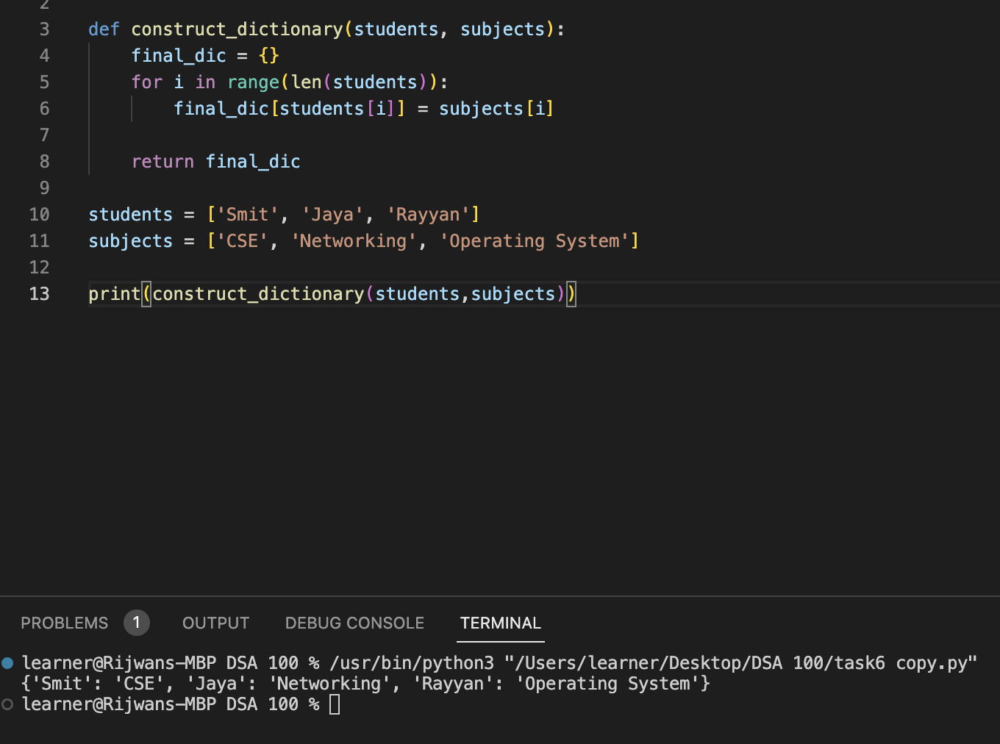 2
3 def construct_dictionary(students, subjects):
4     final_dic = {}
5     for i in range(len(students)):
6         final_dic[students[i]] = subjects[i]
7
8     return final_dic
9
10 students = ['Smit', 'Jaya', 'Rayyan']
11 subjects = ['CSE', 'Networking', 'Operating System']
12
13 print(construct_dictionary(students,subjects))
PROBLEMS 1 OUTPUT DEBUG CONSOLE TERMINAL
learner@Rijwans-MBP DSA 100 % /usr/bin/python3 "/Users/learner/Desktop/DSA 100/task6 copy.py"
{'Smit': 'CSE', 'Jaya': 'Networking', 'Rayyan': 'Operating System'}
learner@Rijwans-MBP DSA 100 %